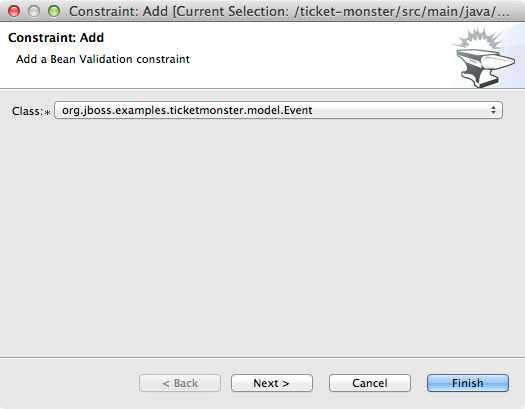 Constraint: Add [Current Selection: /ticket-monster/src/main/java/...
Constraint: Add
Add a Bean Validation constraint
Class:* org.jboss.examples.ticketmonster.model.Event
< Back Next > Cancel Finish